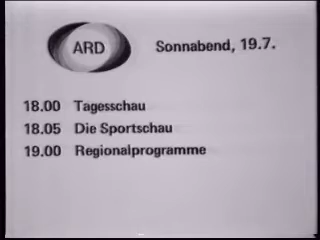 ARD
Sonnabend, 19.7.
18.00 Tagesschau
18.05 Die Sportschau
19.00 Regionalprogramme